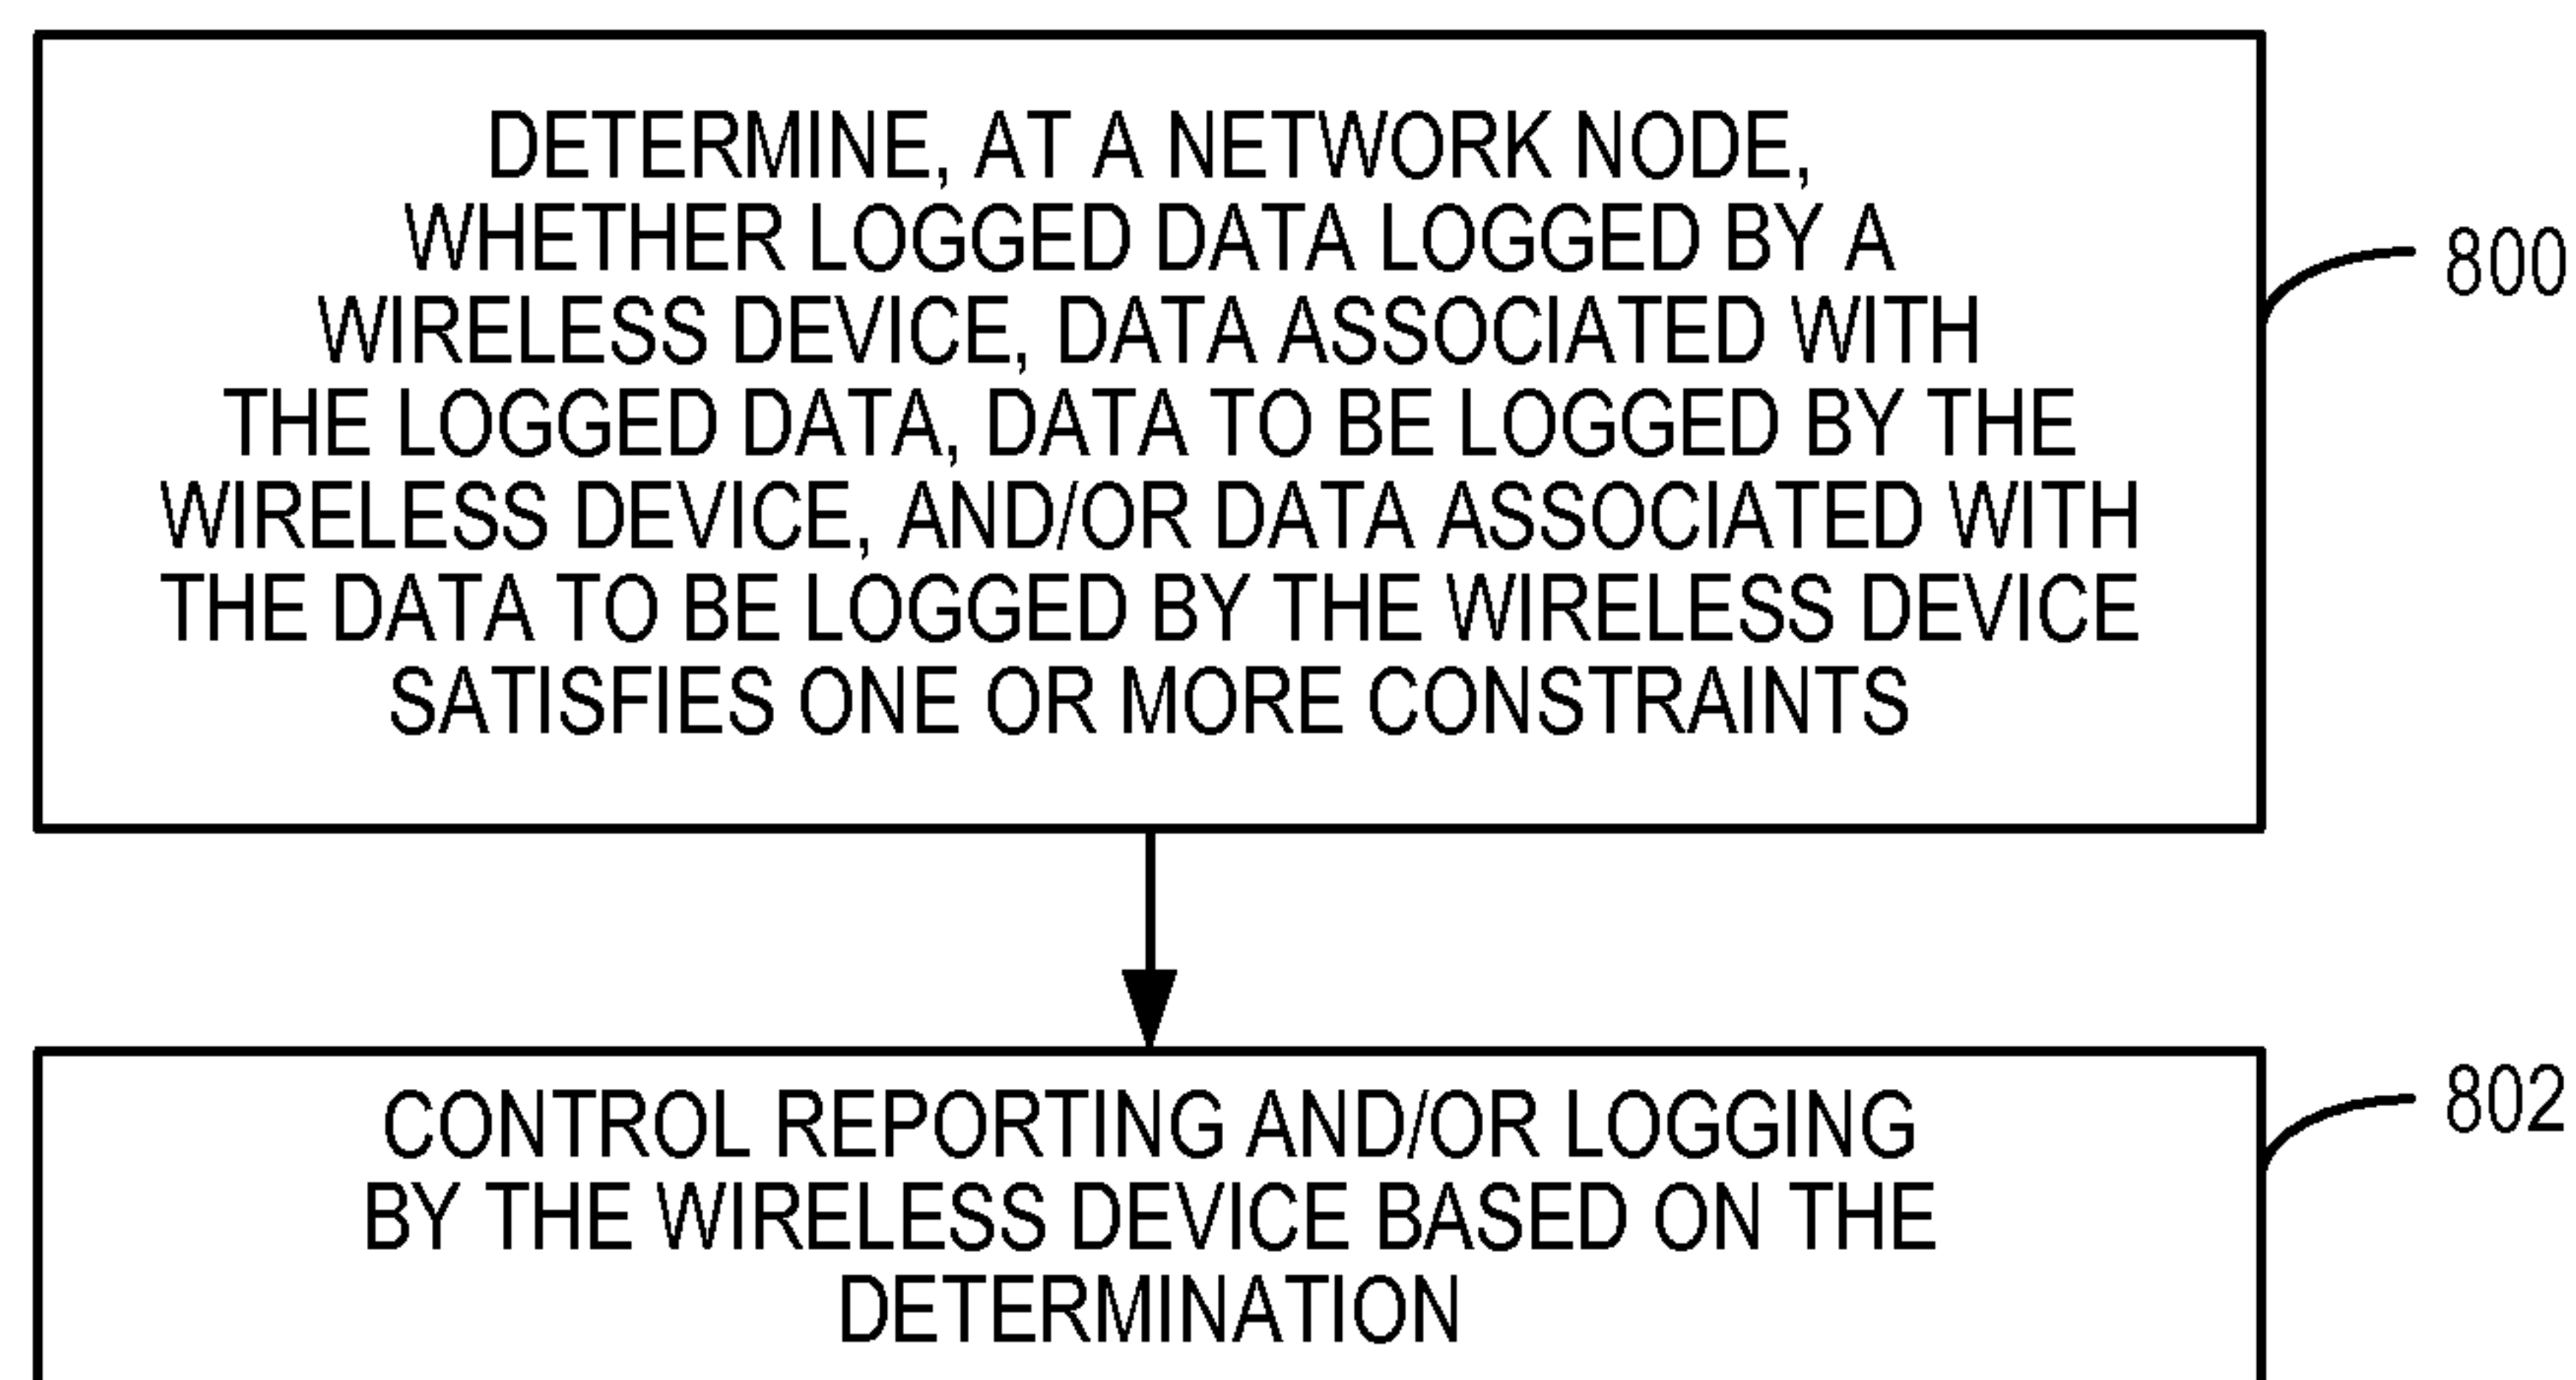 DETERMINE, AT A NETWORK NODE,
WHETHER LOGGED DATA LOGGED BY A
WIRELESS DEVICE, DATA ASSOCIATED WITH
THE LOGGED DATA, DATA TO BE LOGGED BY THE
WIRELESS DEVICE, AND/OR DATA ASSOCIATED WITH
THE DATA TO BE LOGGED BY THE WIRELESS DEVICE
SATISFIES ONE OR MORE CONSTRAINTS
800
CONTROL REPORTING AND/OR LOGGING
BY THE WIRELESS DEVICE BASED ON THE
DETERMINATION
802